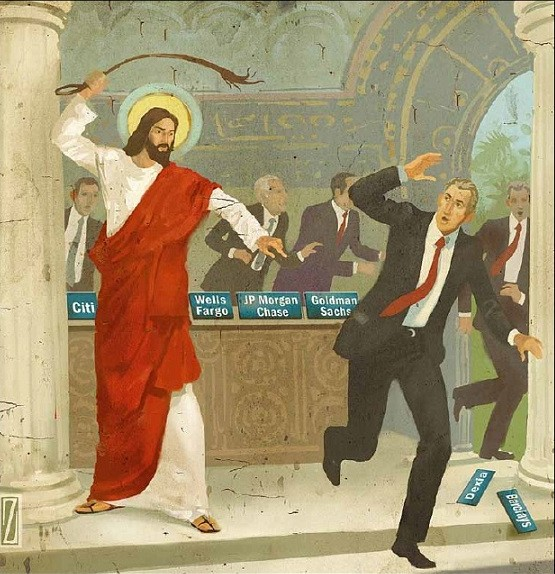 Citi
Wells
Fargo
JP Morgan
Chase
Goldman
Sachs
Dexia
Barclays